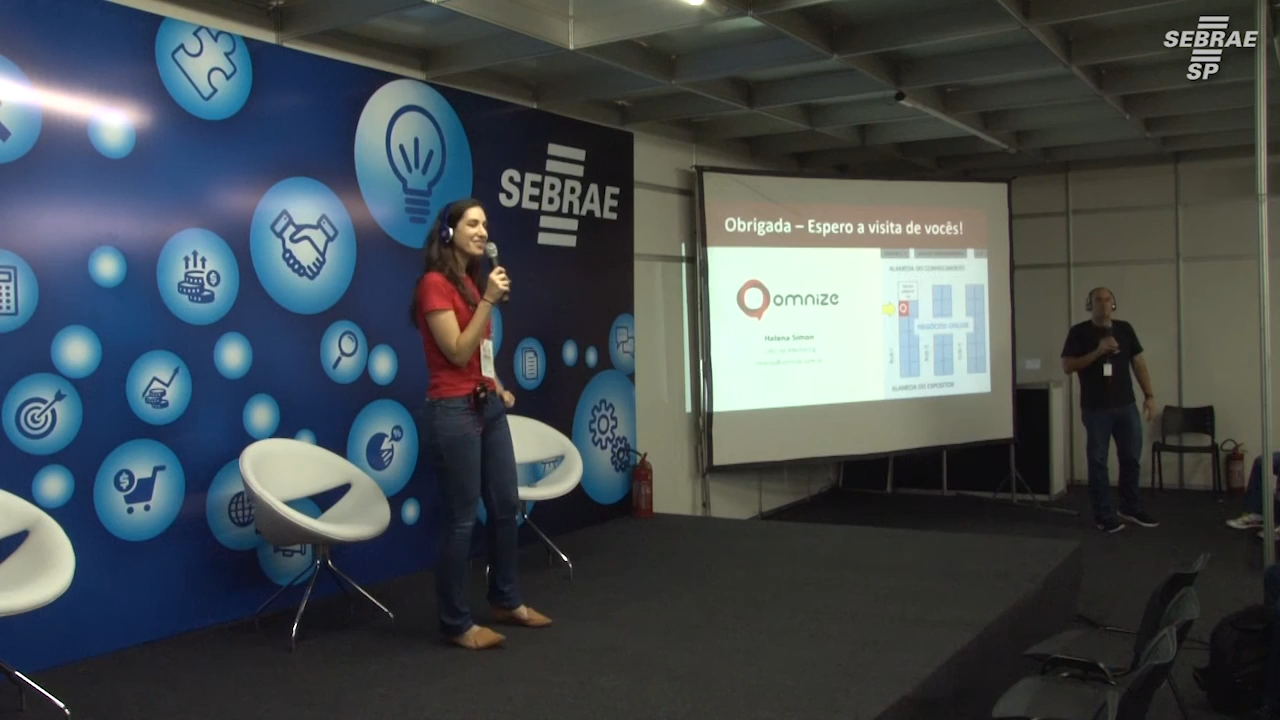 SEBRAE
SP
SEBRAE
Obrigada – Espero a visita de vocês!
omnize
Helena Simon
ALAMEDA DO CONHECIMENTO
NEGÓCIOS ONLINE
ALAMEDA DO EXPOSITOR